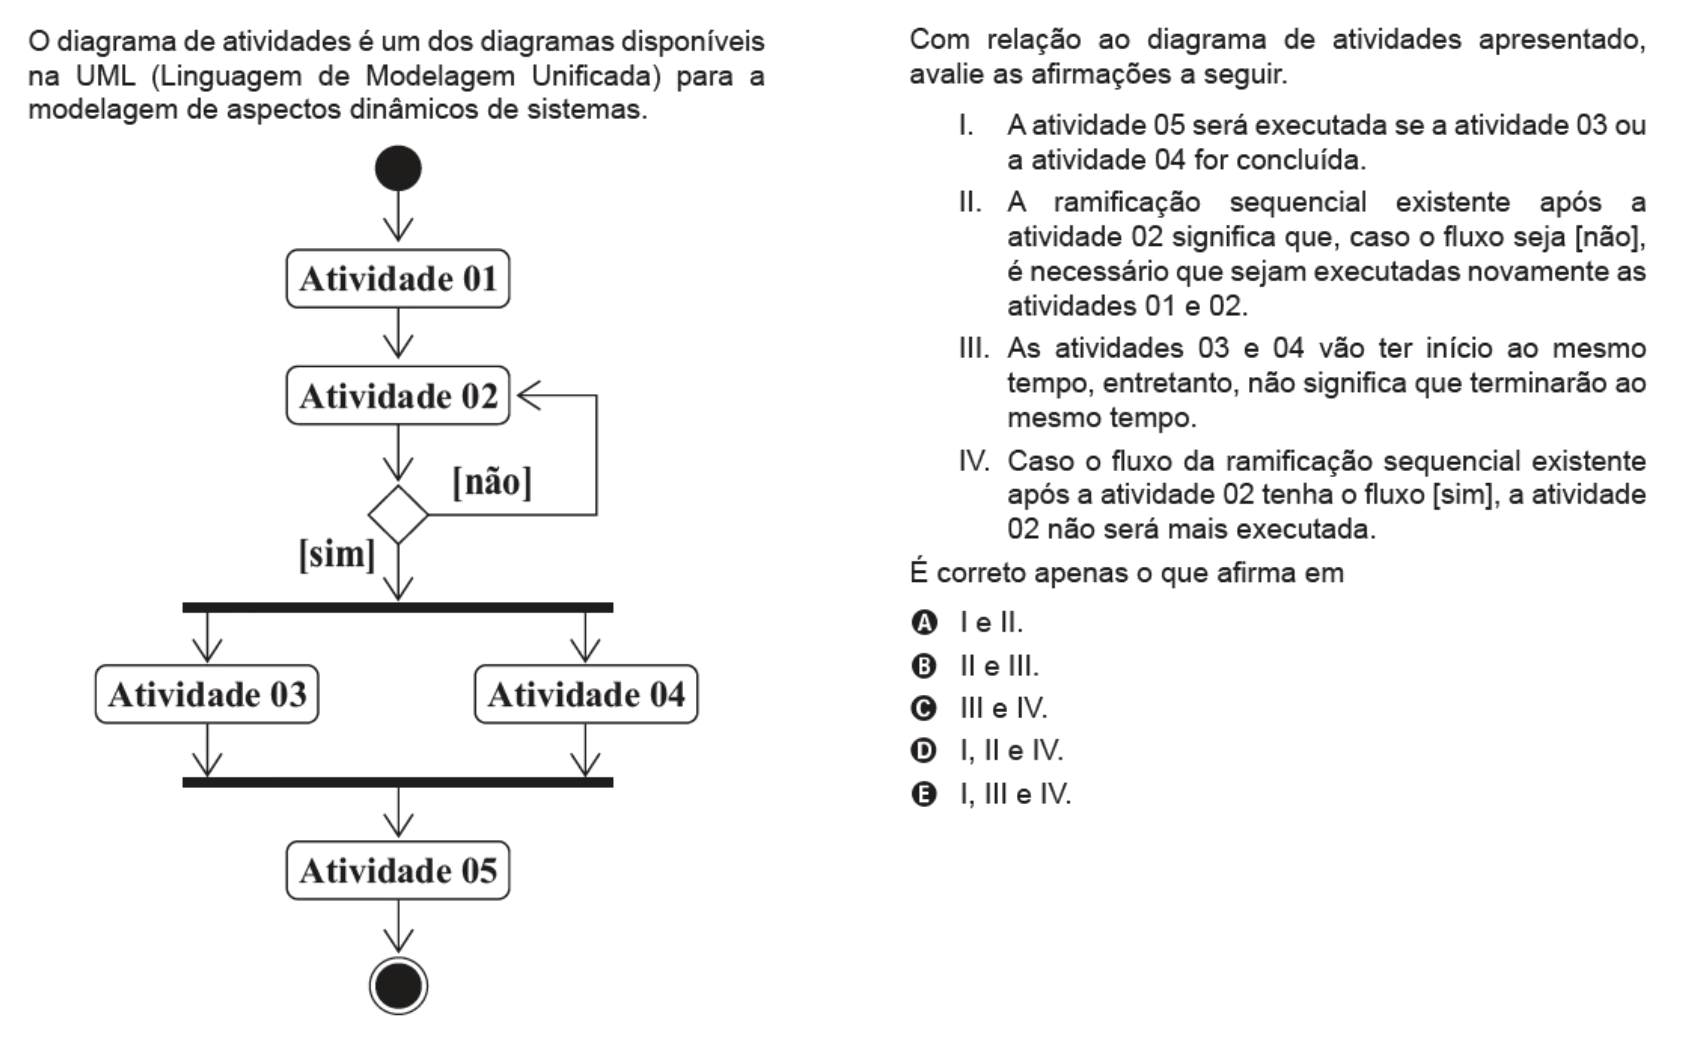 O diagrama de atividades é um dos diagramas disponíveis
na UML (Linguagem de Modelagem Unificada) para a
modelagem de aspectos dinâmicos de sistemas.
Atividade 01
Atividade 02
[não]
[sim]
Atividade 03
Atividade 04
Atividade 05
Com relação ao diagrama de atividades apresentado,
avalie as afirmações a seguir.
I. A atividade 05 será executada se a atividade 03 ou
a atividade 04 for concluída.
II. A ramificação sequencial existente após a
atividade 02 significa que, caso o fluxo seja [não],
é necessário que sejam executadas novamente as
atividades 01 e 02.
III. As atividades 03 e 04 vão ter início ao mesmo
tempo, entretanto, não significa que terminarão ao
mesmo tempo.
IV. Caso o fluxo da ramificação sequencial existente
após a atividade 02 tenha o fluxo [sim], a atividade
02 não será mais executada.
É correto apenas o que afirma em
A I e II.
B II e III.
C III e IV.
D I, II e IV.
E I, III e IV.